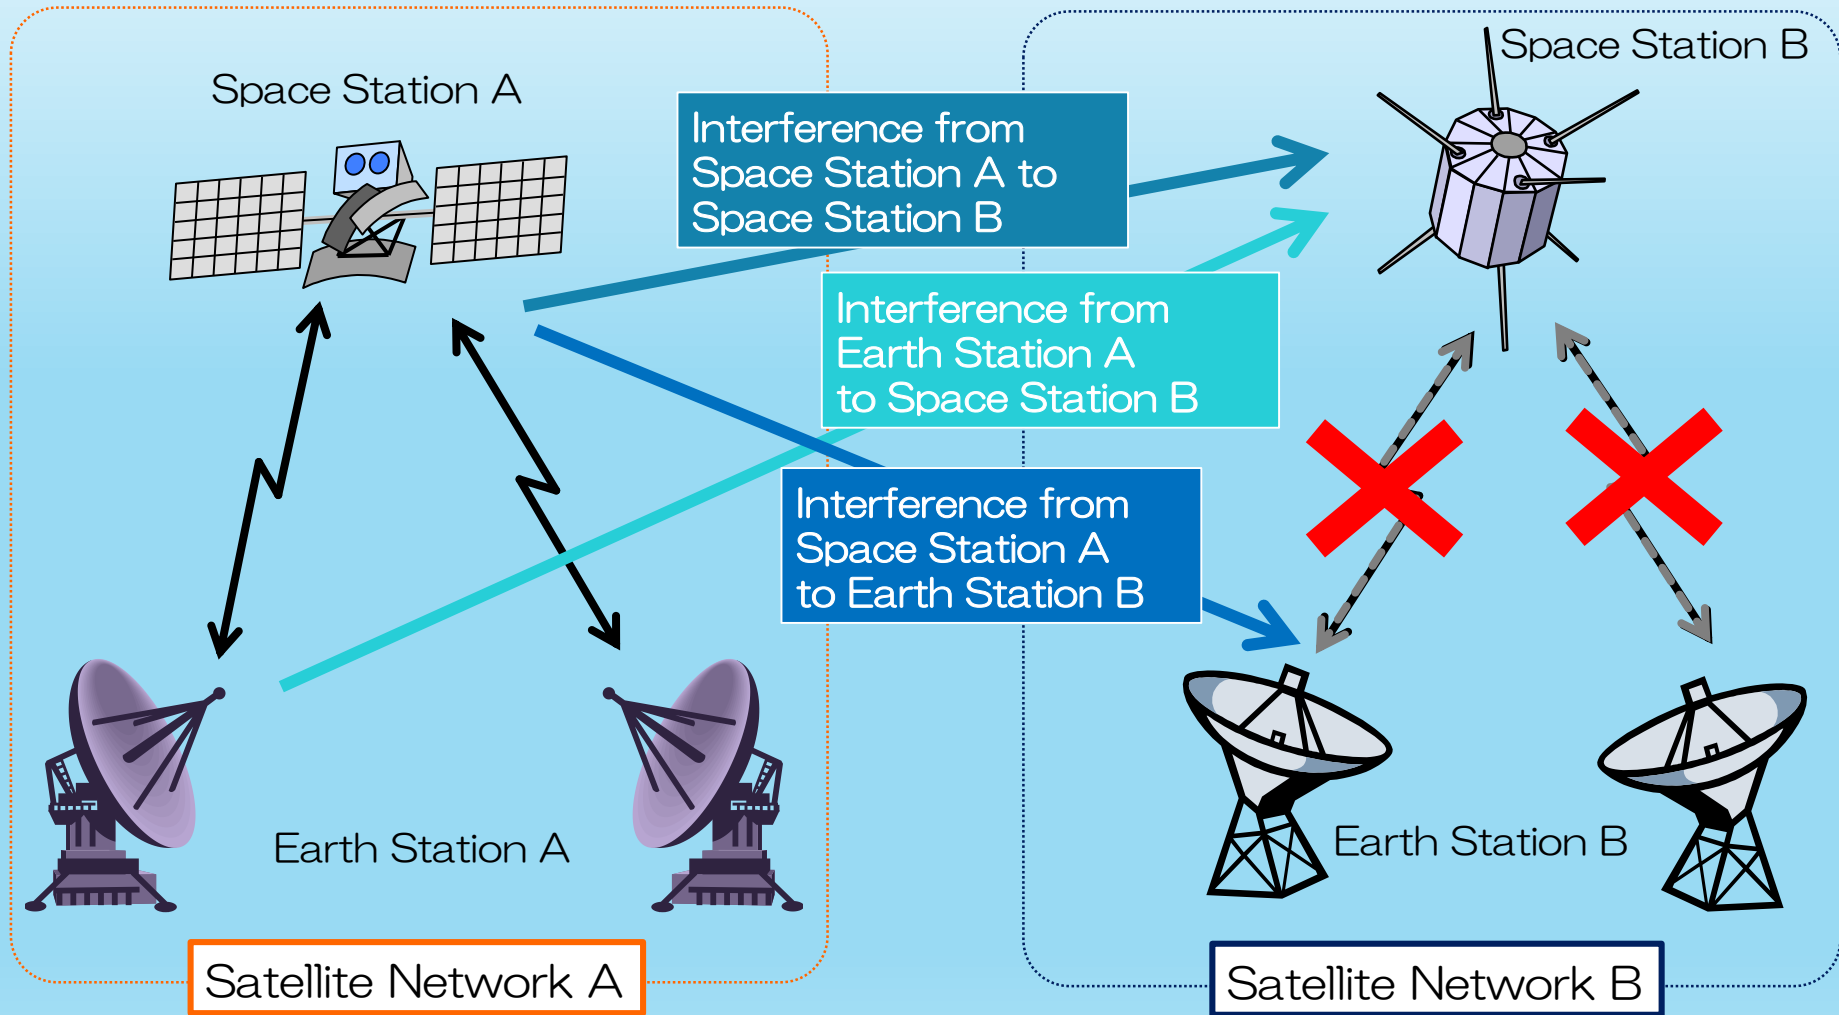 Space Station A
Space Station B
Interference from
Space Station A to
Space Station B
Interference from
Earth Station A
to Space Station B
Interference from
Space Station A
to Earth Station B
Earth Station A
Earth Station B
Satellite Network A
Satellite Network B